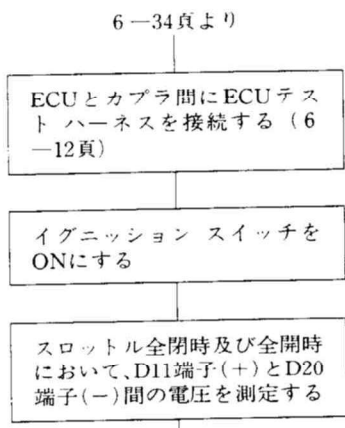 6—34頁より
ECUとカプラ間にECUテス
ト ハーネスを接続する（6
—12頁）
イグニッション スイッチを
ONにする
スロットル全閉時及び全開時
において、D11端子(+)とD20
端子(−)間の電圧を測定する